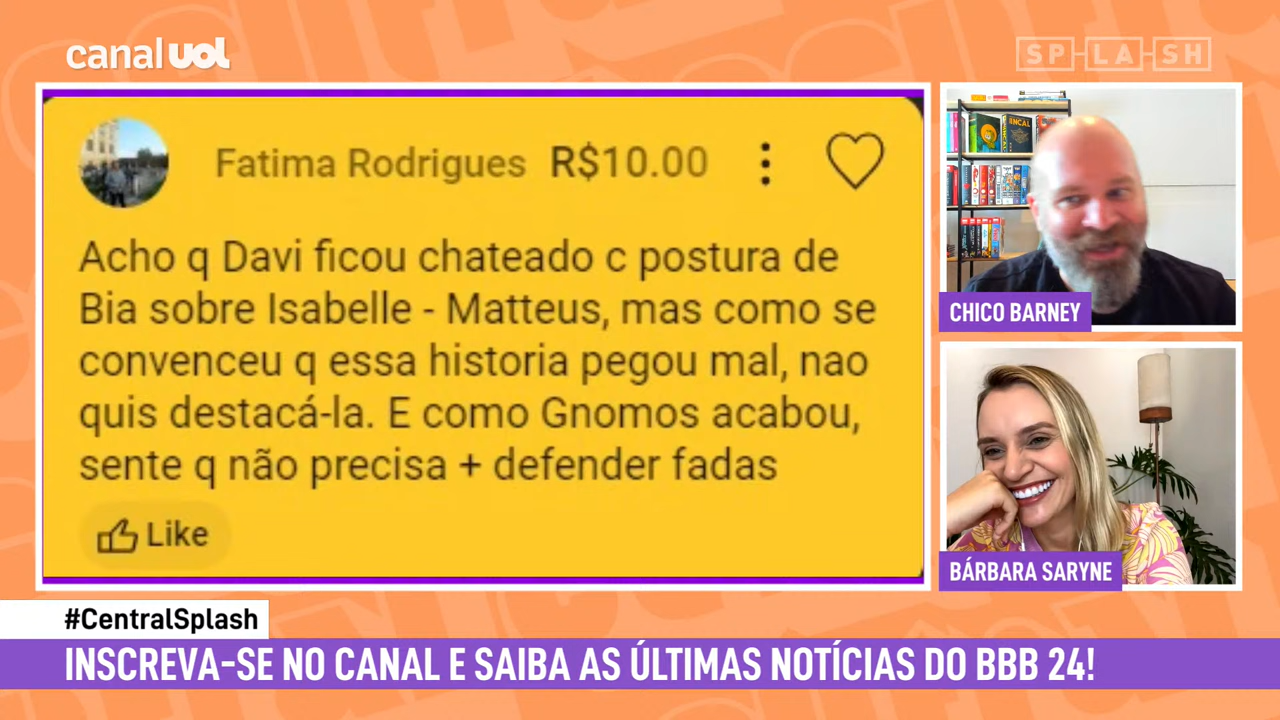 canal UOL
SPLASH
Fatima Rodrigues R$10.00
Acho q Davi ficou chateado c postura de
Bia sobre Isabelle - Matteus, mas como se
convenceu q essa historia pegou mal, nao
quis destacá-la. E como Gnomos acabou,
sente q não precisa + defender fadas
Like
INCAL
CHICO BARNEY
BÁRBARA SARYNE
#CentralSplash
INSCREVA-SE NO CANAL E SAIBA AS ÚLTIMAS NOTÍCIAS DO BBB 24!